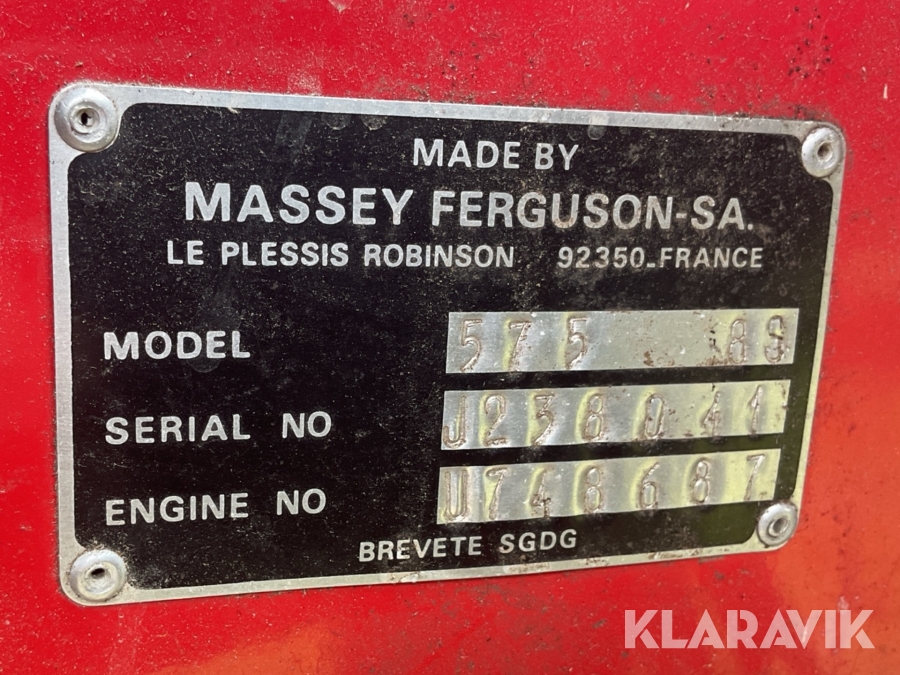 MADE BY
MASSEY FERGUSON-SA.
LE PLESSIS ROBINSON 92350-FRANCE
MODEL 575
SERIAL NO J238041
ENGINE NO U748687
BREVETE SGDG
KLARAVIK